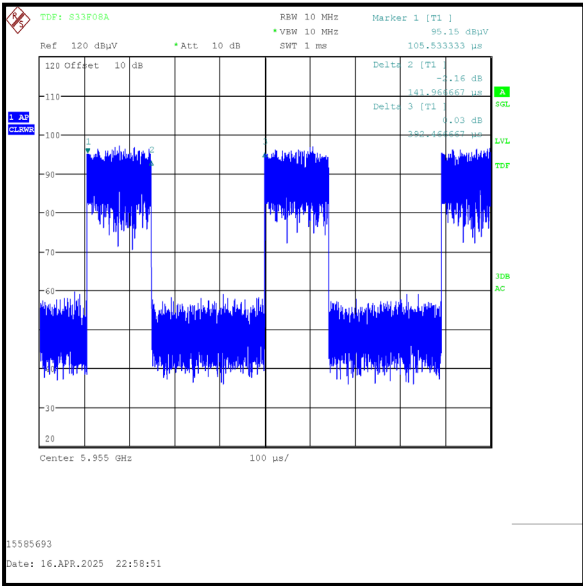 R S
TDF: S33F08A
RBW 10 MHz Marker 1 [T1 ]
*VBW 10 MHz 95.15 dBµV
Ref 120 dBµV *Att 10 dB SWT 1 ms 105.533333 µs
120 Offset 10 dB Delta 2 [T1 ]
-2.16 dB
141.966667 µs
A
110
SGL
Delta 3 [T1 ]
0.03 dB
392.466667 µs
1 AP
CLRWR
100
1
2
LVL
90
TDF
80
70
60
3DB
AC
30
20
Center 5.955 GHz 100 µs/
15585693
Date: 16.APR.2025 22:58:51